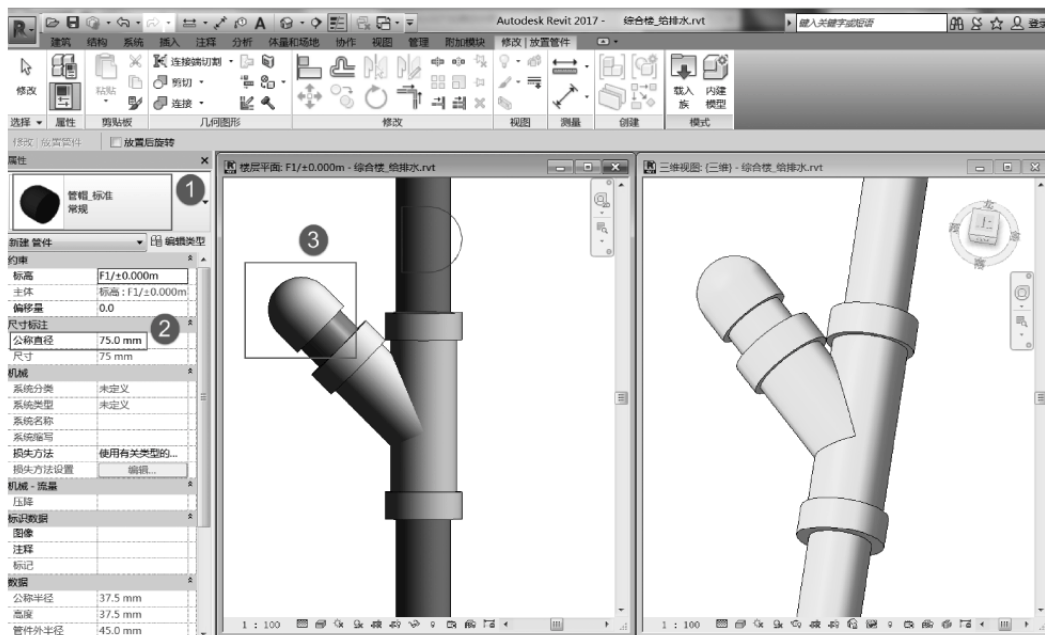 Autodesk Revit 2017 - 综合楼_给排水.rvt
键入关键字或短语
登录
建筑 结构 系统 插入 注释 分析 体量和场地 协作 视图 管理 附加模块 修改 | 放置管件
修改
粘贴
连接端切割
剪切
连接
载入族
内建模型
选择 属性 剪贴板 几何图形 修改 视图 测量 创建 模式
修改 | 放置管件 放置后旋转
属性
管帽_标准
常规
1
新建 管件 编辑类型
约束
标高 F1/±0.000m
主体 标高 : F1/±0.000m
偏移量 0.0
尺寸标注
2
公称直径 75.0 mm
尺寸 75 mm
机械
系统分类 未定义
系统类型 未定义
系统名称
系统缩写
损失方法 使用有关类型的...
损失方法设置 编辑...
机械 - 流量
压降
标识数据
图像
注释
标记
数据
公称半径 37.5 mm
高度 37.5 mm
管件外半径 45.0 mm
楼层平面: F1/±0.000m - 综合楼_给排水.rvt
3
1 : 100
三维视图: {三维} - 综合楼_给排水.rvt
上
北
南
1 : 100